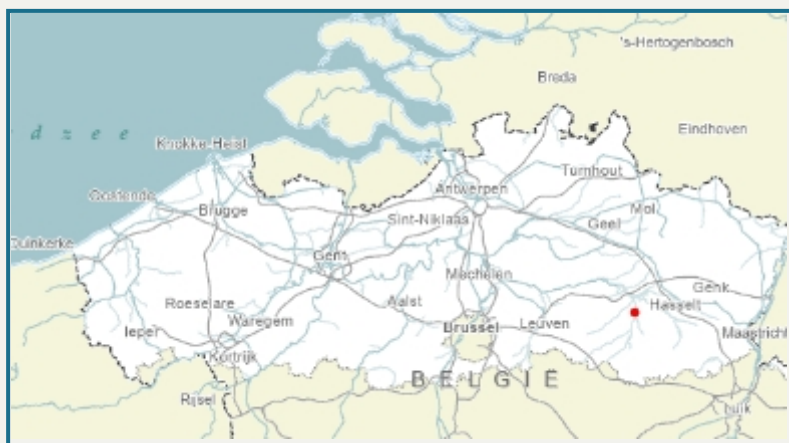 's-Hertogenbosch
Breda
d z e e
Eindhoven
Knokke-Heist
Turnhout
Antwerpen
Oostende
Mol
Brugge
Sint-Niklaas
Geel
Duinkerke
Gent
Mechelen
Genk
Roeselare
Aalst
Hasselt
Waregem
Brussel
Leuven
Ieper
Maastricht
Kortrijk
BELGIË
Rijsel
Luik